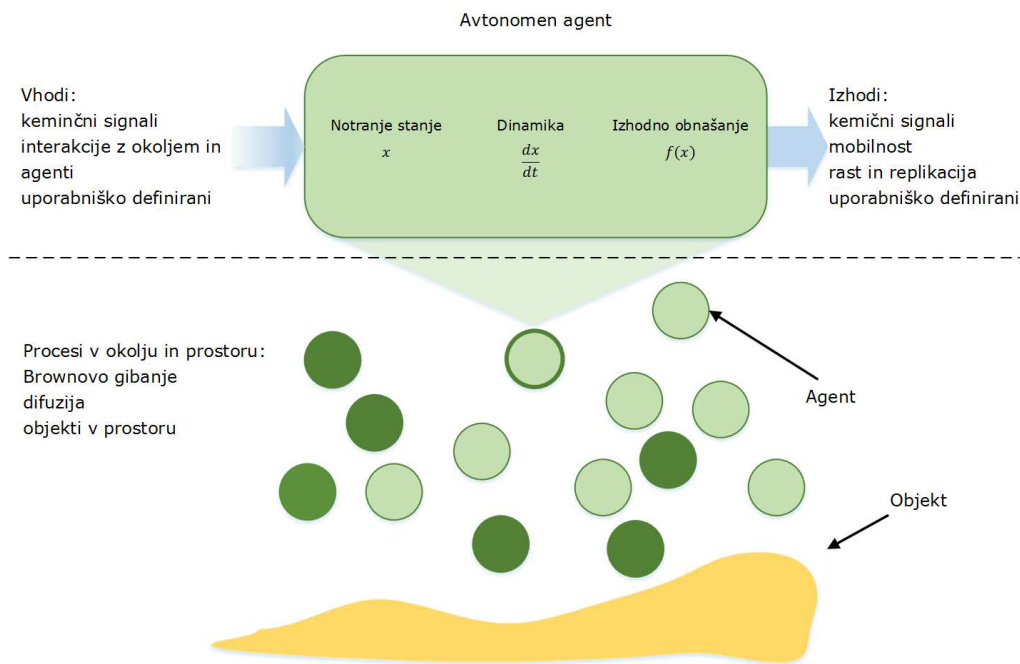 Avtonomen agent
Vhodi:
keminčni signali
interakcije z okoljem in
agenti
uporabniško definirani
Notranje stanje
x
Dinamika
dx
dt
Izhodno obnašanje
f(x)
Izhodi:
kemični signali
mobilnost
rast in replikacija
uporabniško definirani
Procesi v okolju in prostoru:
Brownovo gibanje
difuzija
objekti v prostoru
Agent
Objekt